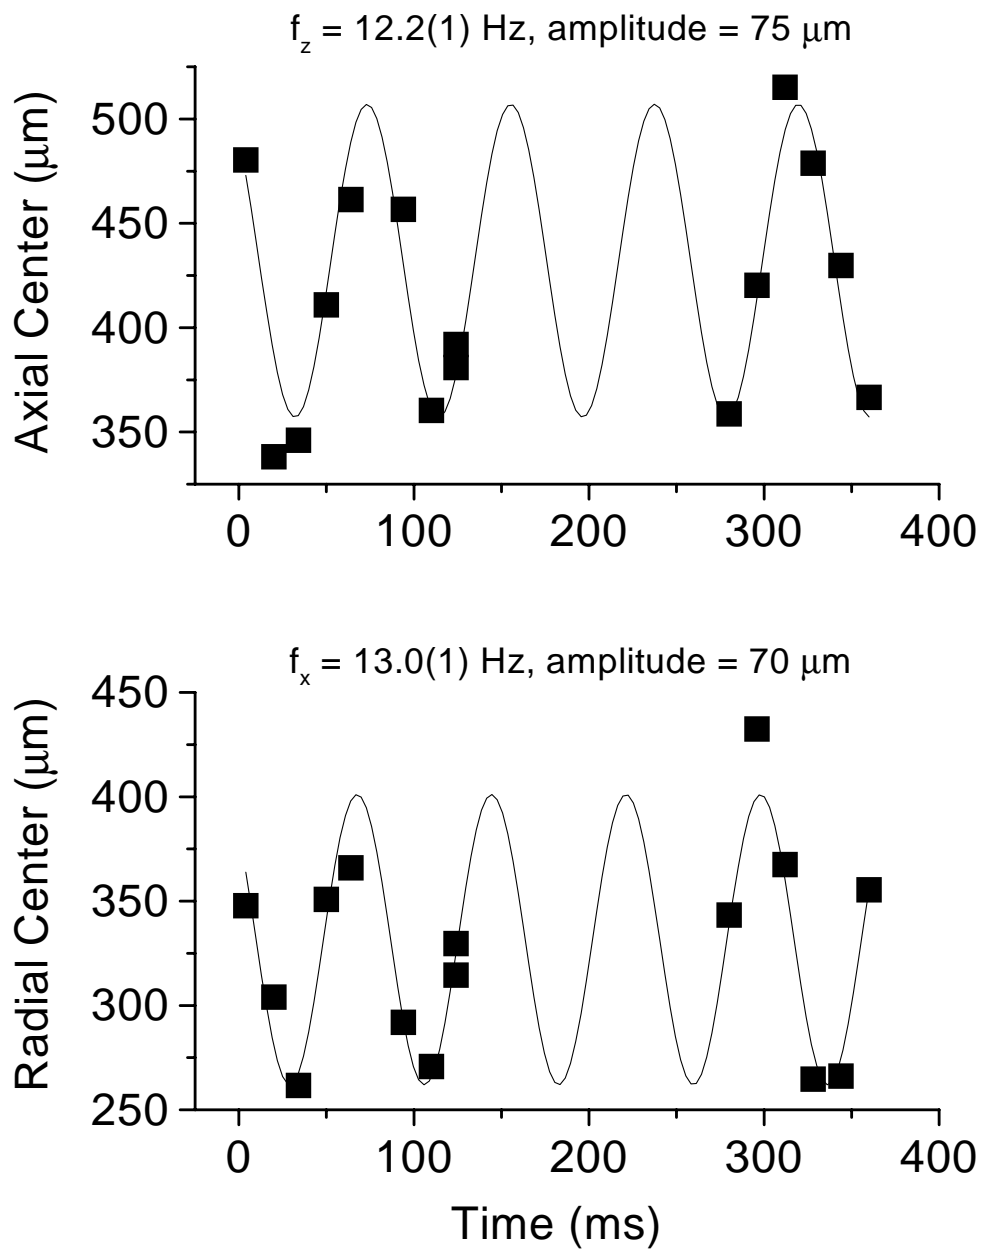 f_z = 12.2(1) Hz, amplitude = 75 μm
Axial Center (μm)
500
450
400
350
0 100 200 300 400
f_x = 13.0(1) Hz, amplitude = 70 μm
Radial Center (μm)
450
400
350
300
250
0 100 200 300 400
Time (ms)